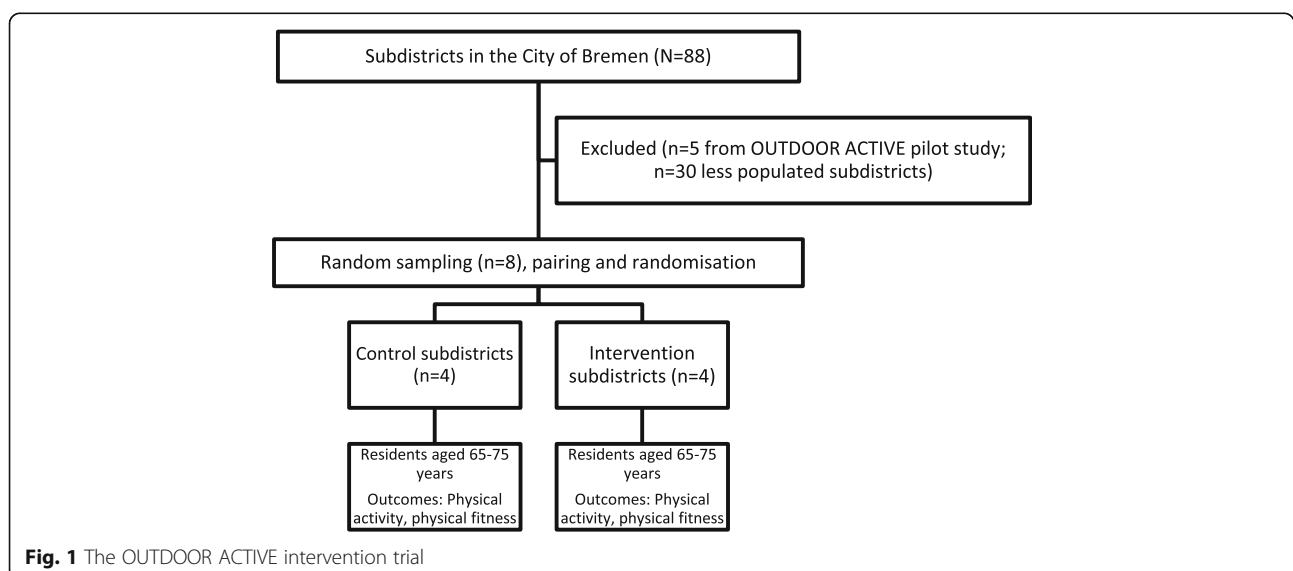 Subdistricts in the City of Bremen (N=88)
Excluded (n=5 from OUTDOOR ACTIVE pilot study;
n=30 less populated subdistricts)
Random sampling (n=8), pairing and randomisation
Control subdistricts
(n=4)
Intervention
subdistricts (n=4)
Residents aged 65-75
years
Outcomes: Physical
activity, physical fitness
Residents aged 65-75
years
Outcomes: Physical
activity, physical fitness
Fig. 1 The OUTDOOR ACTIVE intervention trial